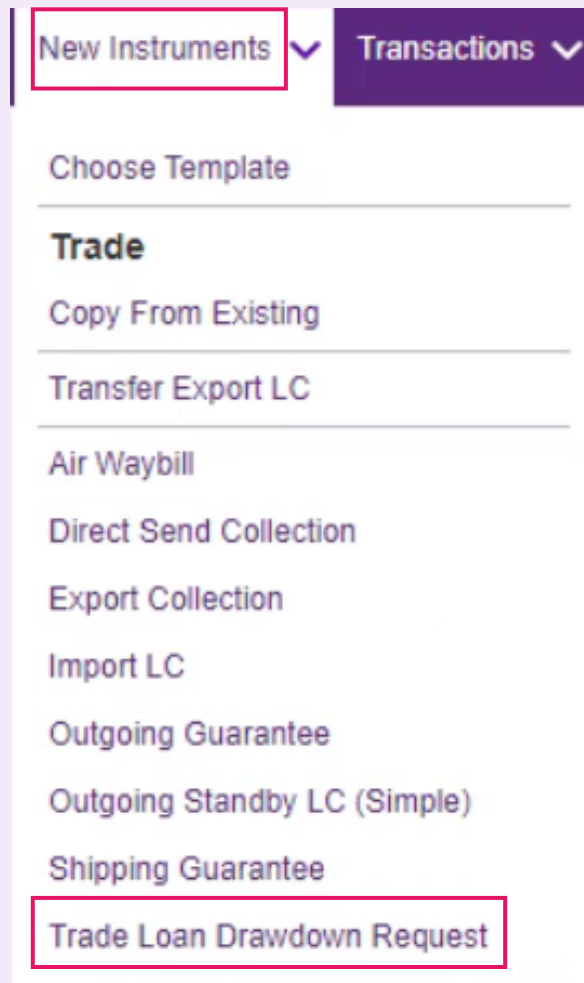 New Instruments Transactions
Choose Template
Trade
Copy From Existing
Transfer Export LC
Air Waybill
Direct Send Collection
Export Collection
Import LC
Outgoing Guarantee
Outgoing Standby LC (Simple)
Shipping Guarantee
Trade Loan Drawdown Request